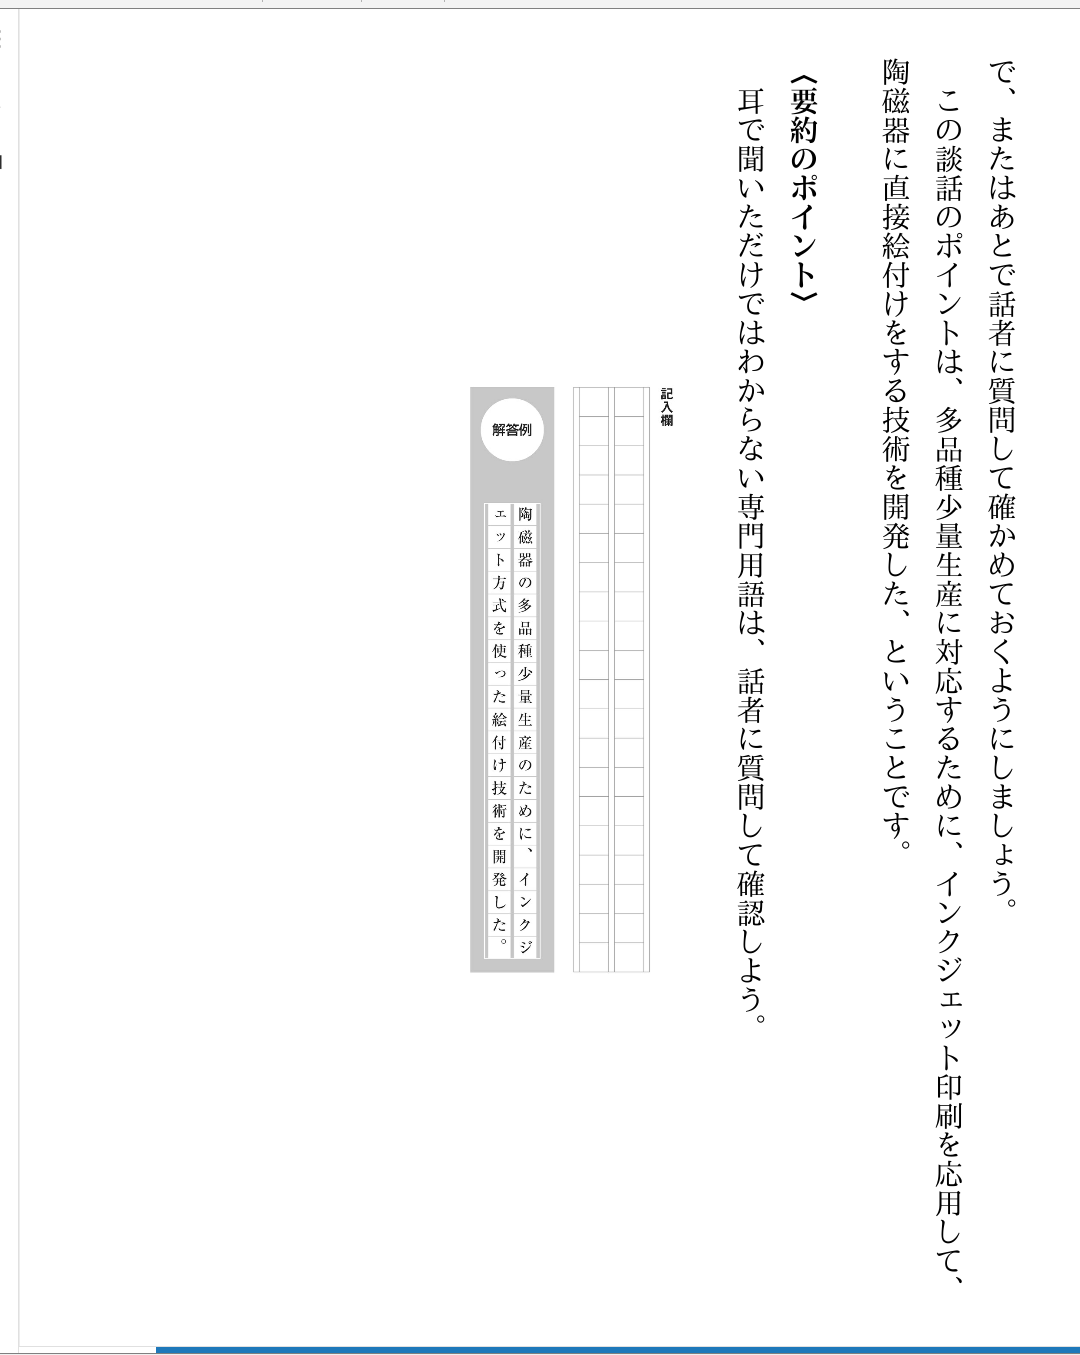 で、またはあとで話者に質問して確かめておくようにしましょう。
この談話のポイントは、多品種少量生産に対応するために、インクジェット印刷を応用して、
陶磁器に直接絵付けをする技術を開発した、ということです。
〈要約のポイント〉
耳で聞いただけではわからない専門用語は、話者に質問して確認しよう。
記入欄
解答例
陶磁器の多品種少量生産のために、インクジ
ェット方式を使った絵付け技術を開発した。